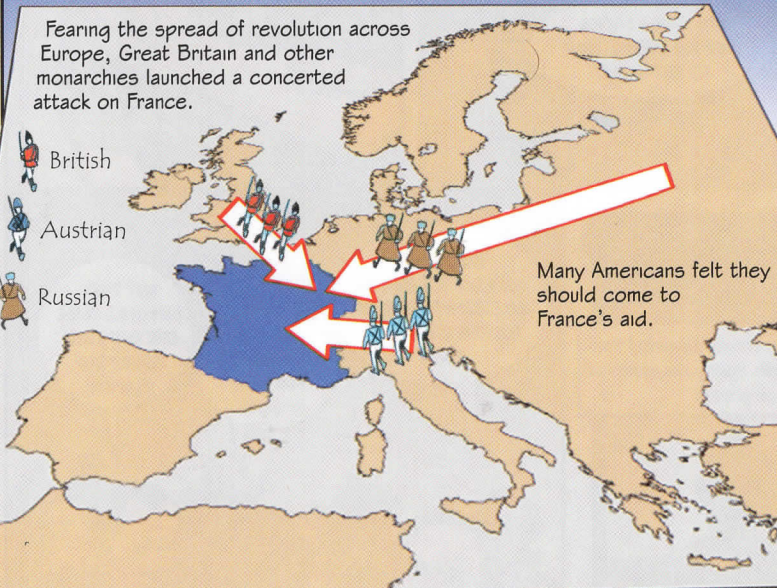 Fearing the spread of revolution across
Europe, Great Britain and other
monarchies launched a concerted
attack on France.
British
Austrian
Russian
Many Americans felt they
should come to
France's aid.